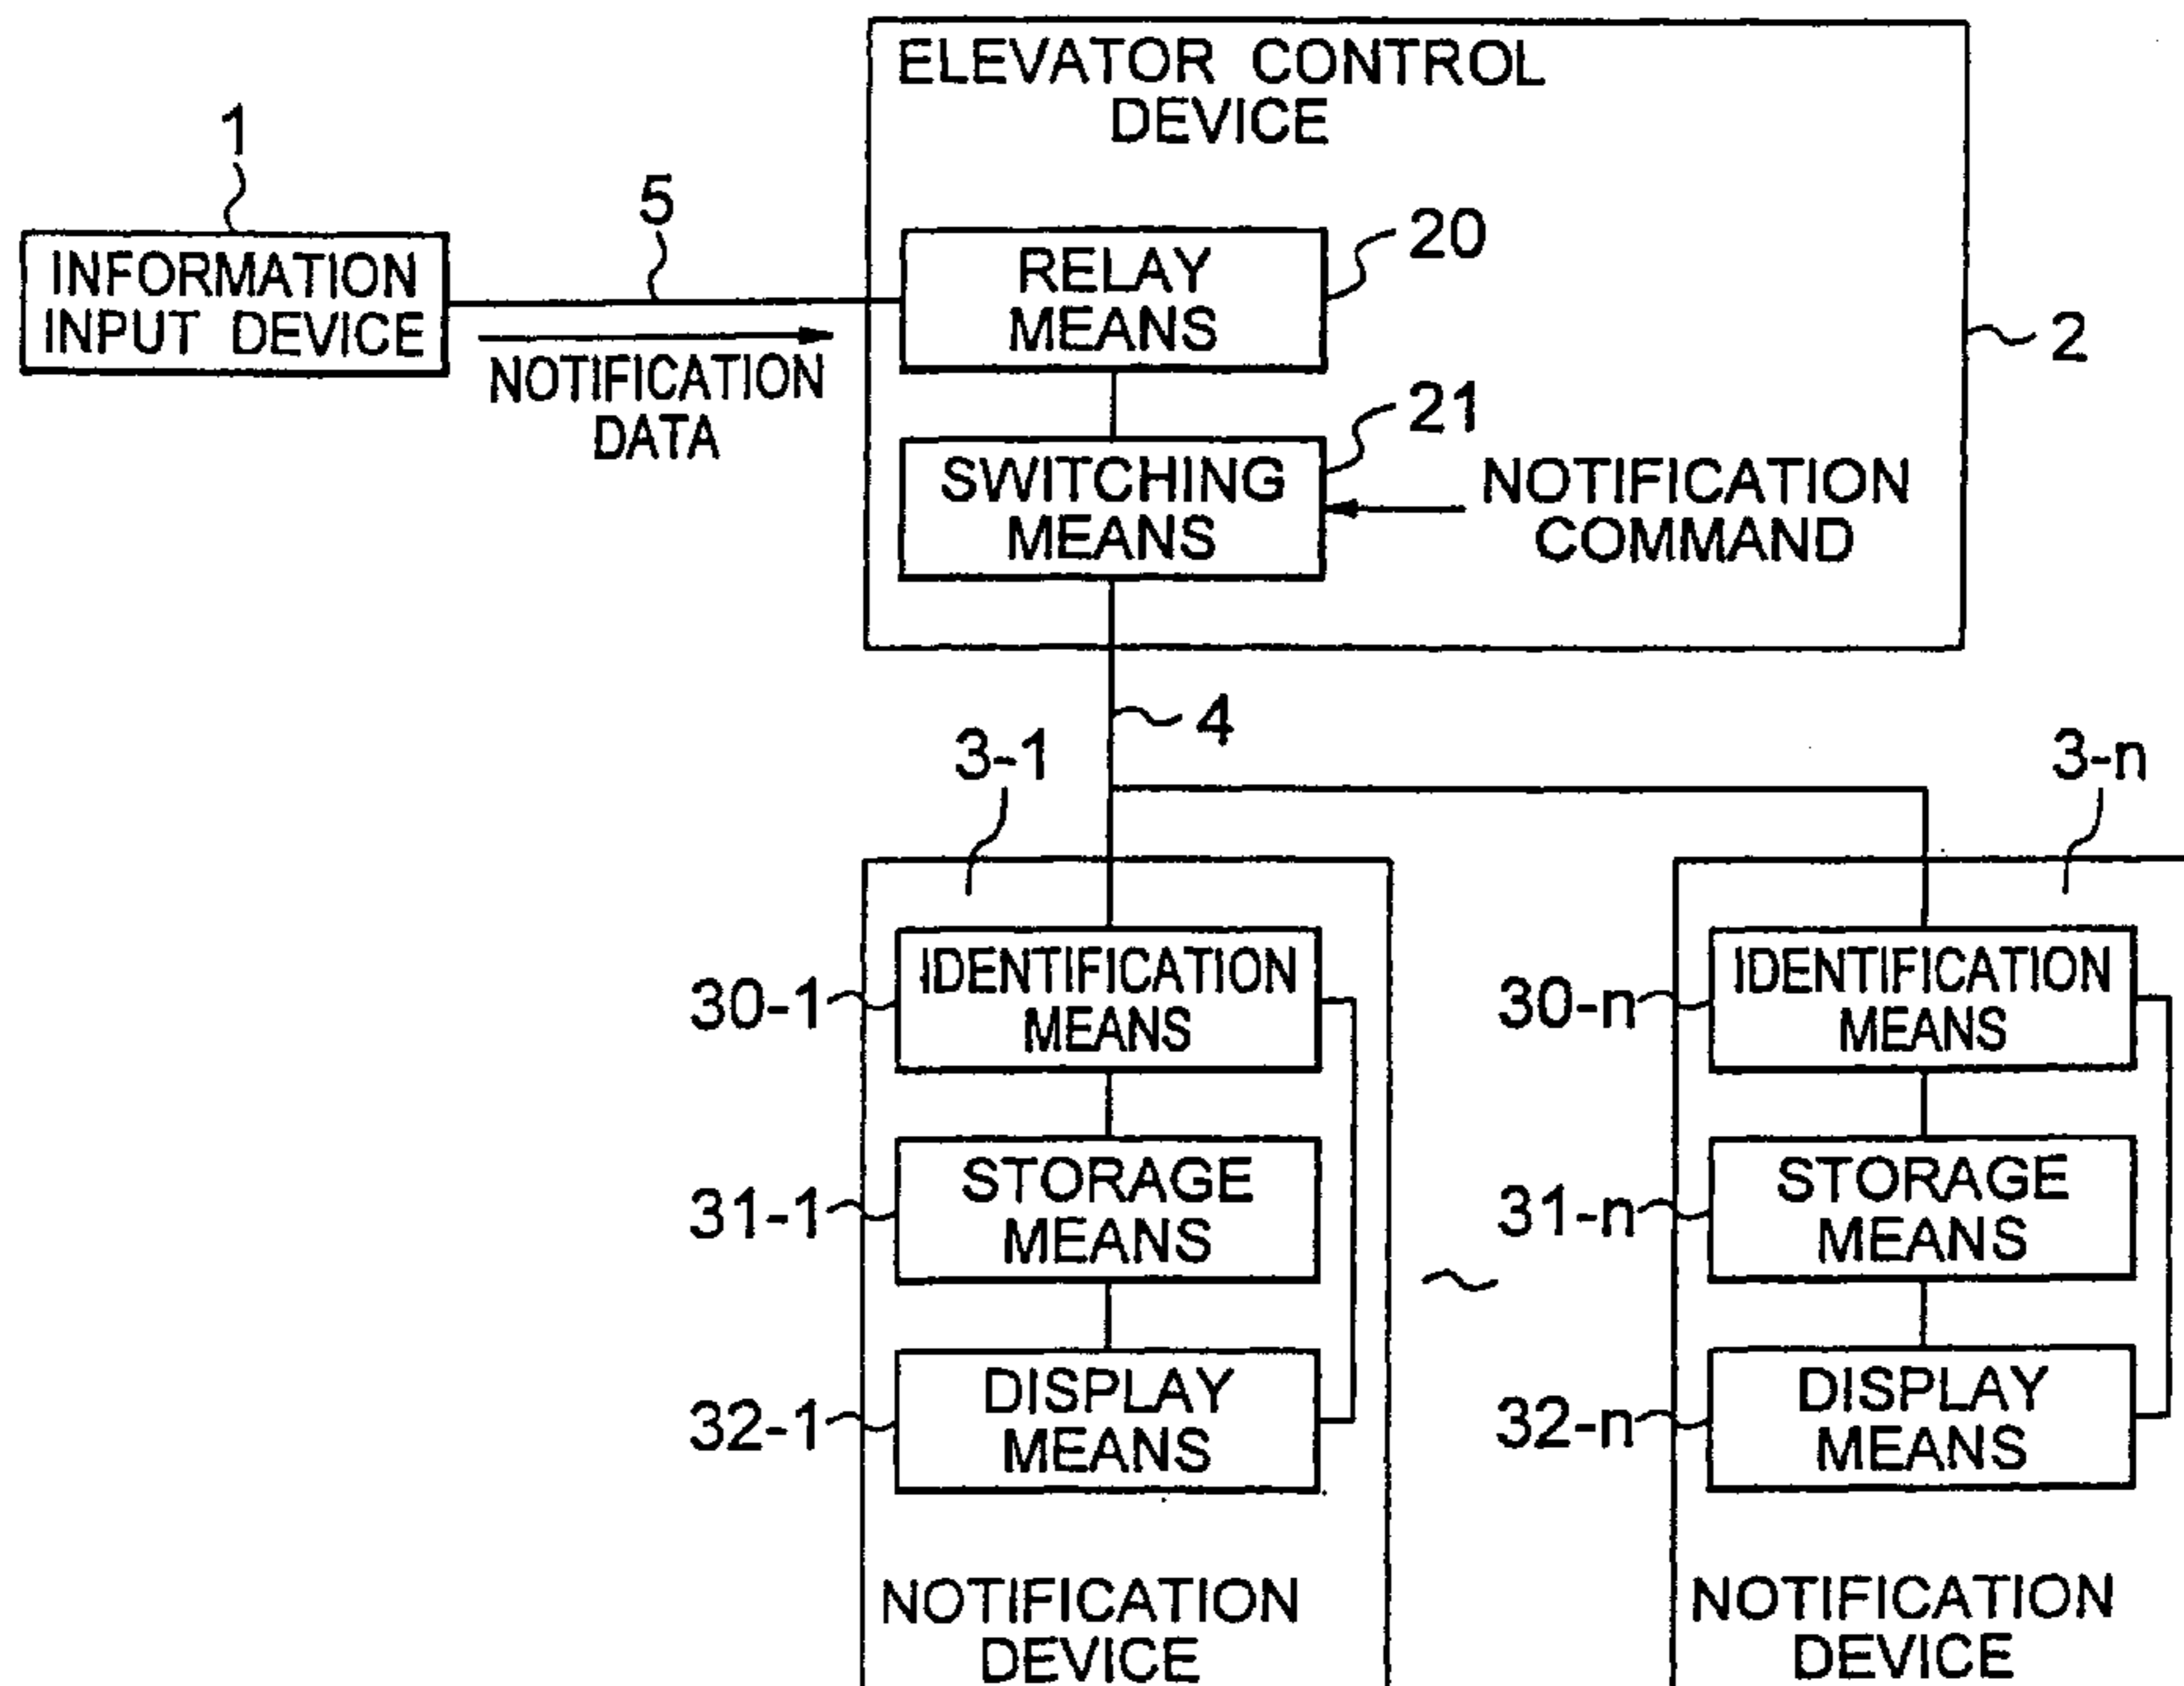 ELEVATOR CONTROL
DEVICE
1
5
INFORMATION
INPUT DEVICE
NOTIFICATION
DATA
RELAY
MEANS
20
2
SWITCHING
MEANS
21
NOTIFICATION
COMMAND
4
3-1
3-n
30-1
IDENTIFICATION
MEANS
31-1
STORAGE
MEANS
32-1
DISPLAY
MEANS
NOTIFICATION
DEVICE
30-n
IDENTIFICATION
MEANS
31-n
STORAGE
MEANS
32-n
DISPLAY
MEANS
NOTIFICATION
DEVICE